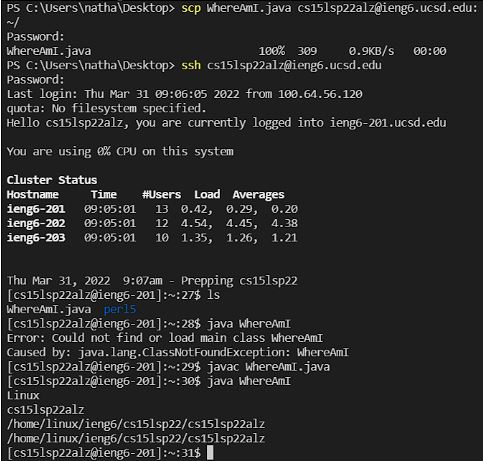 PS C:\Users\natha\Desktop> scp WhereAmI.java cs15lsp22alz@ieng6.ucsd.edu:
~/
Password:
WhereAmI.java 100% 309 0.9KB/s 00:00
PS C:\Users\natha\Desktop> ssh cs15lsp22alz@ieng6.ucsd.edu
Password:
Last login: Thu Mar 31 09:06:05 2022 from 100.64.56.120
quota: No filesystem specified.
Hello cs15lsp22alz, you are currently logged into ieng6-201.ucsd.edu
You are using 0% CPU on this system
Cluster Status
Hostname Time #Users Load Averages
ieng6-201 09:05:01 13 0.42, 0.29, 0.20
ieng6-202 09:05:01 12 4.54, 4.45, 4.38
ieng6-203 09:05:01 10 1.35, 1.26, 1.21
Thu Mar 31, 2022 9:07am - Prepping cs15lsp22
[cs15lsp22alz@ieng6-201]:~:27$ ls
WhereAmI.java perl5
[cs15lsp22alz@ieng6-201]:~:28$ java WhereAmI
Error: Could not find or load main class WhereAmI
Caused by: java.lang.ClassNotFoundException: WhereAmI
[cs15lsp22alz@ieng6-201]:~:29$ javac WhereAmI.java
[cs15lsp22alz@ieng6-201]:~:30$ java WhereAmI
Linux
cs15lsp22alz
/home/linux/ieng6/cs15lsp22/cs15lsp22alz
/home/linux/ieng6/cs15lsp22/cs15lsp22alz
[cs15lsp22alz@ieng6-201]:~:31$